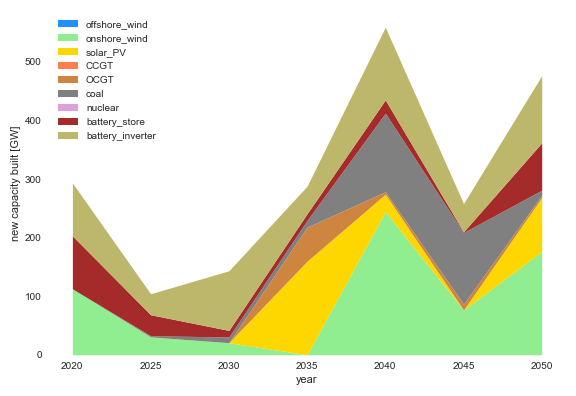 offshore_wind
onshore_wind
solar_PV
CCGT
OCGT
coal
nuclear
battery_store
battery_inverter
new capacity built [GW]
500
400
300
200
100
0
2020 2025 2030 2035 2040 2045 2050
year